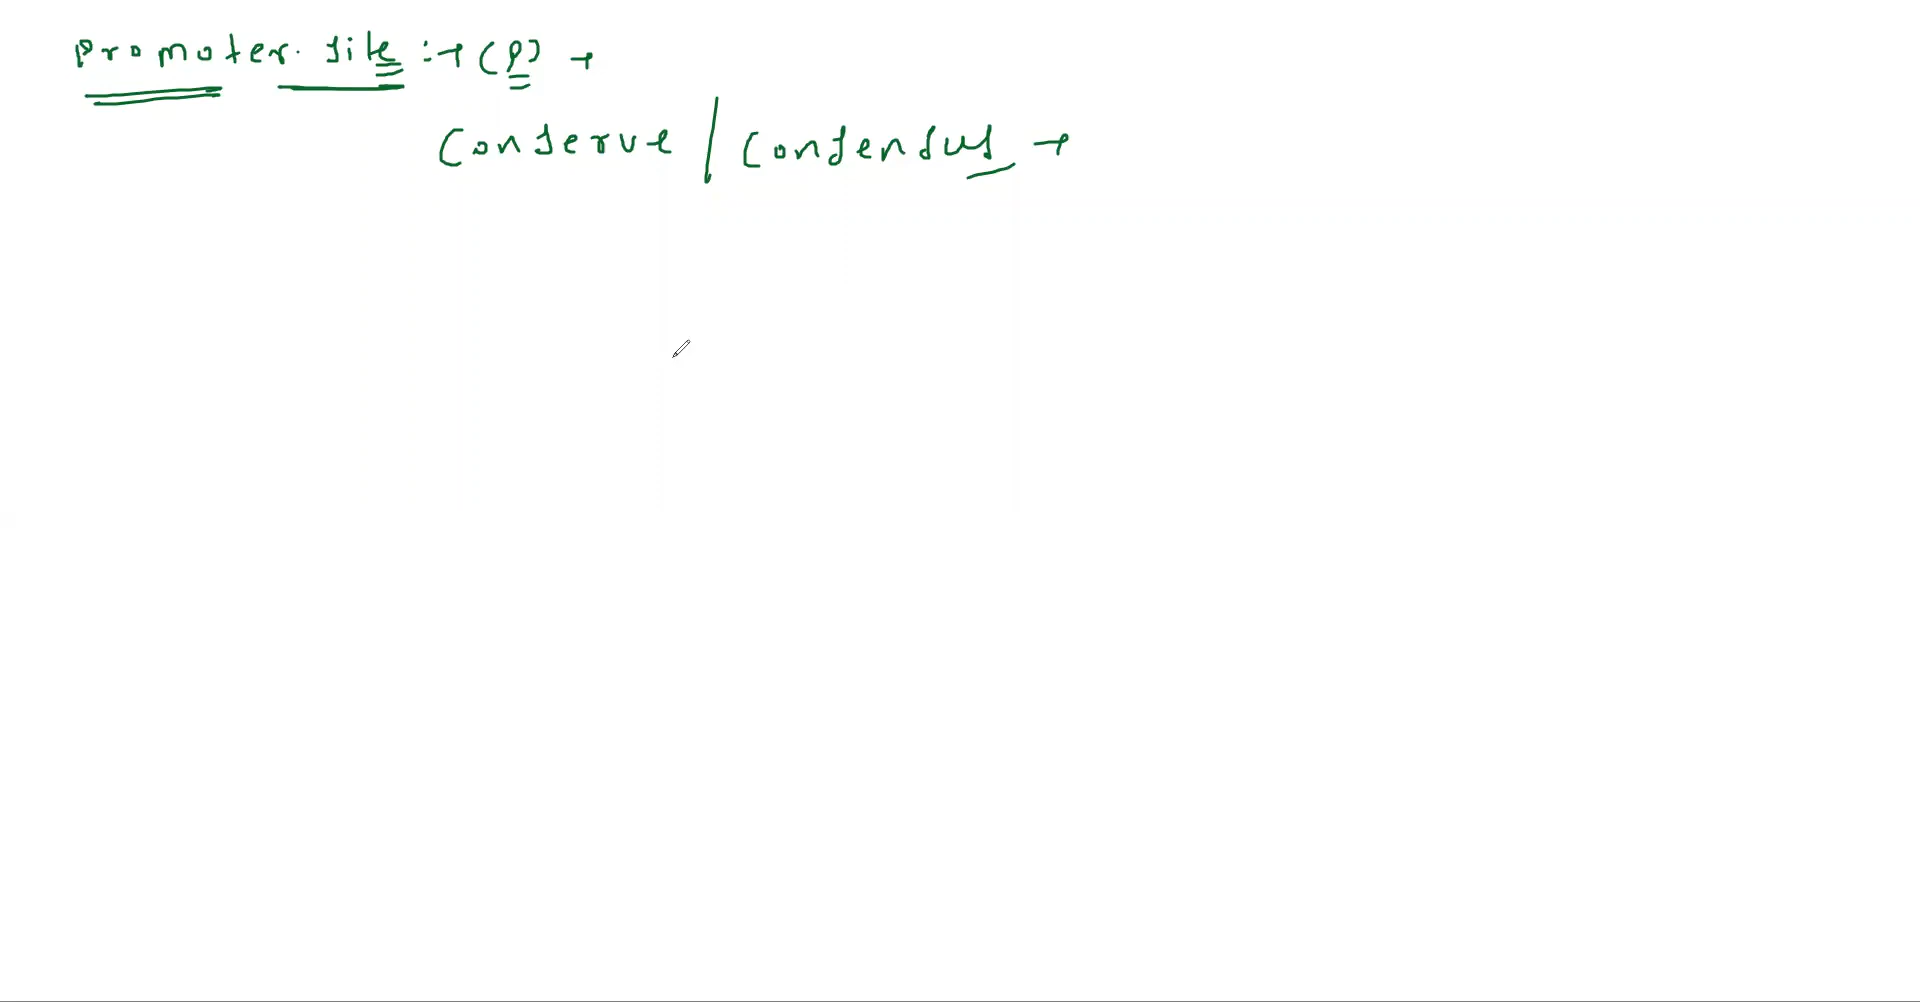 Promoter site :→ (P) →
Conserve / Consensus →